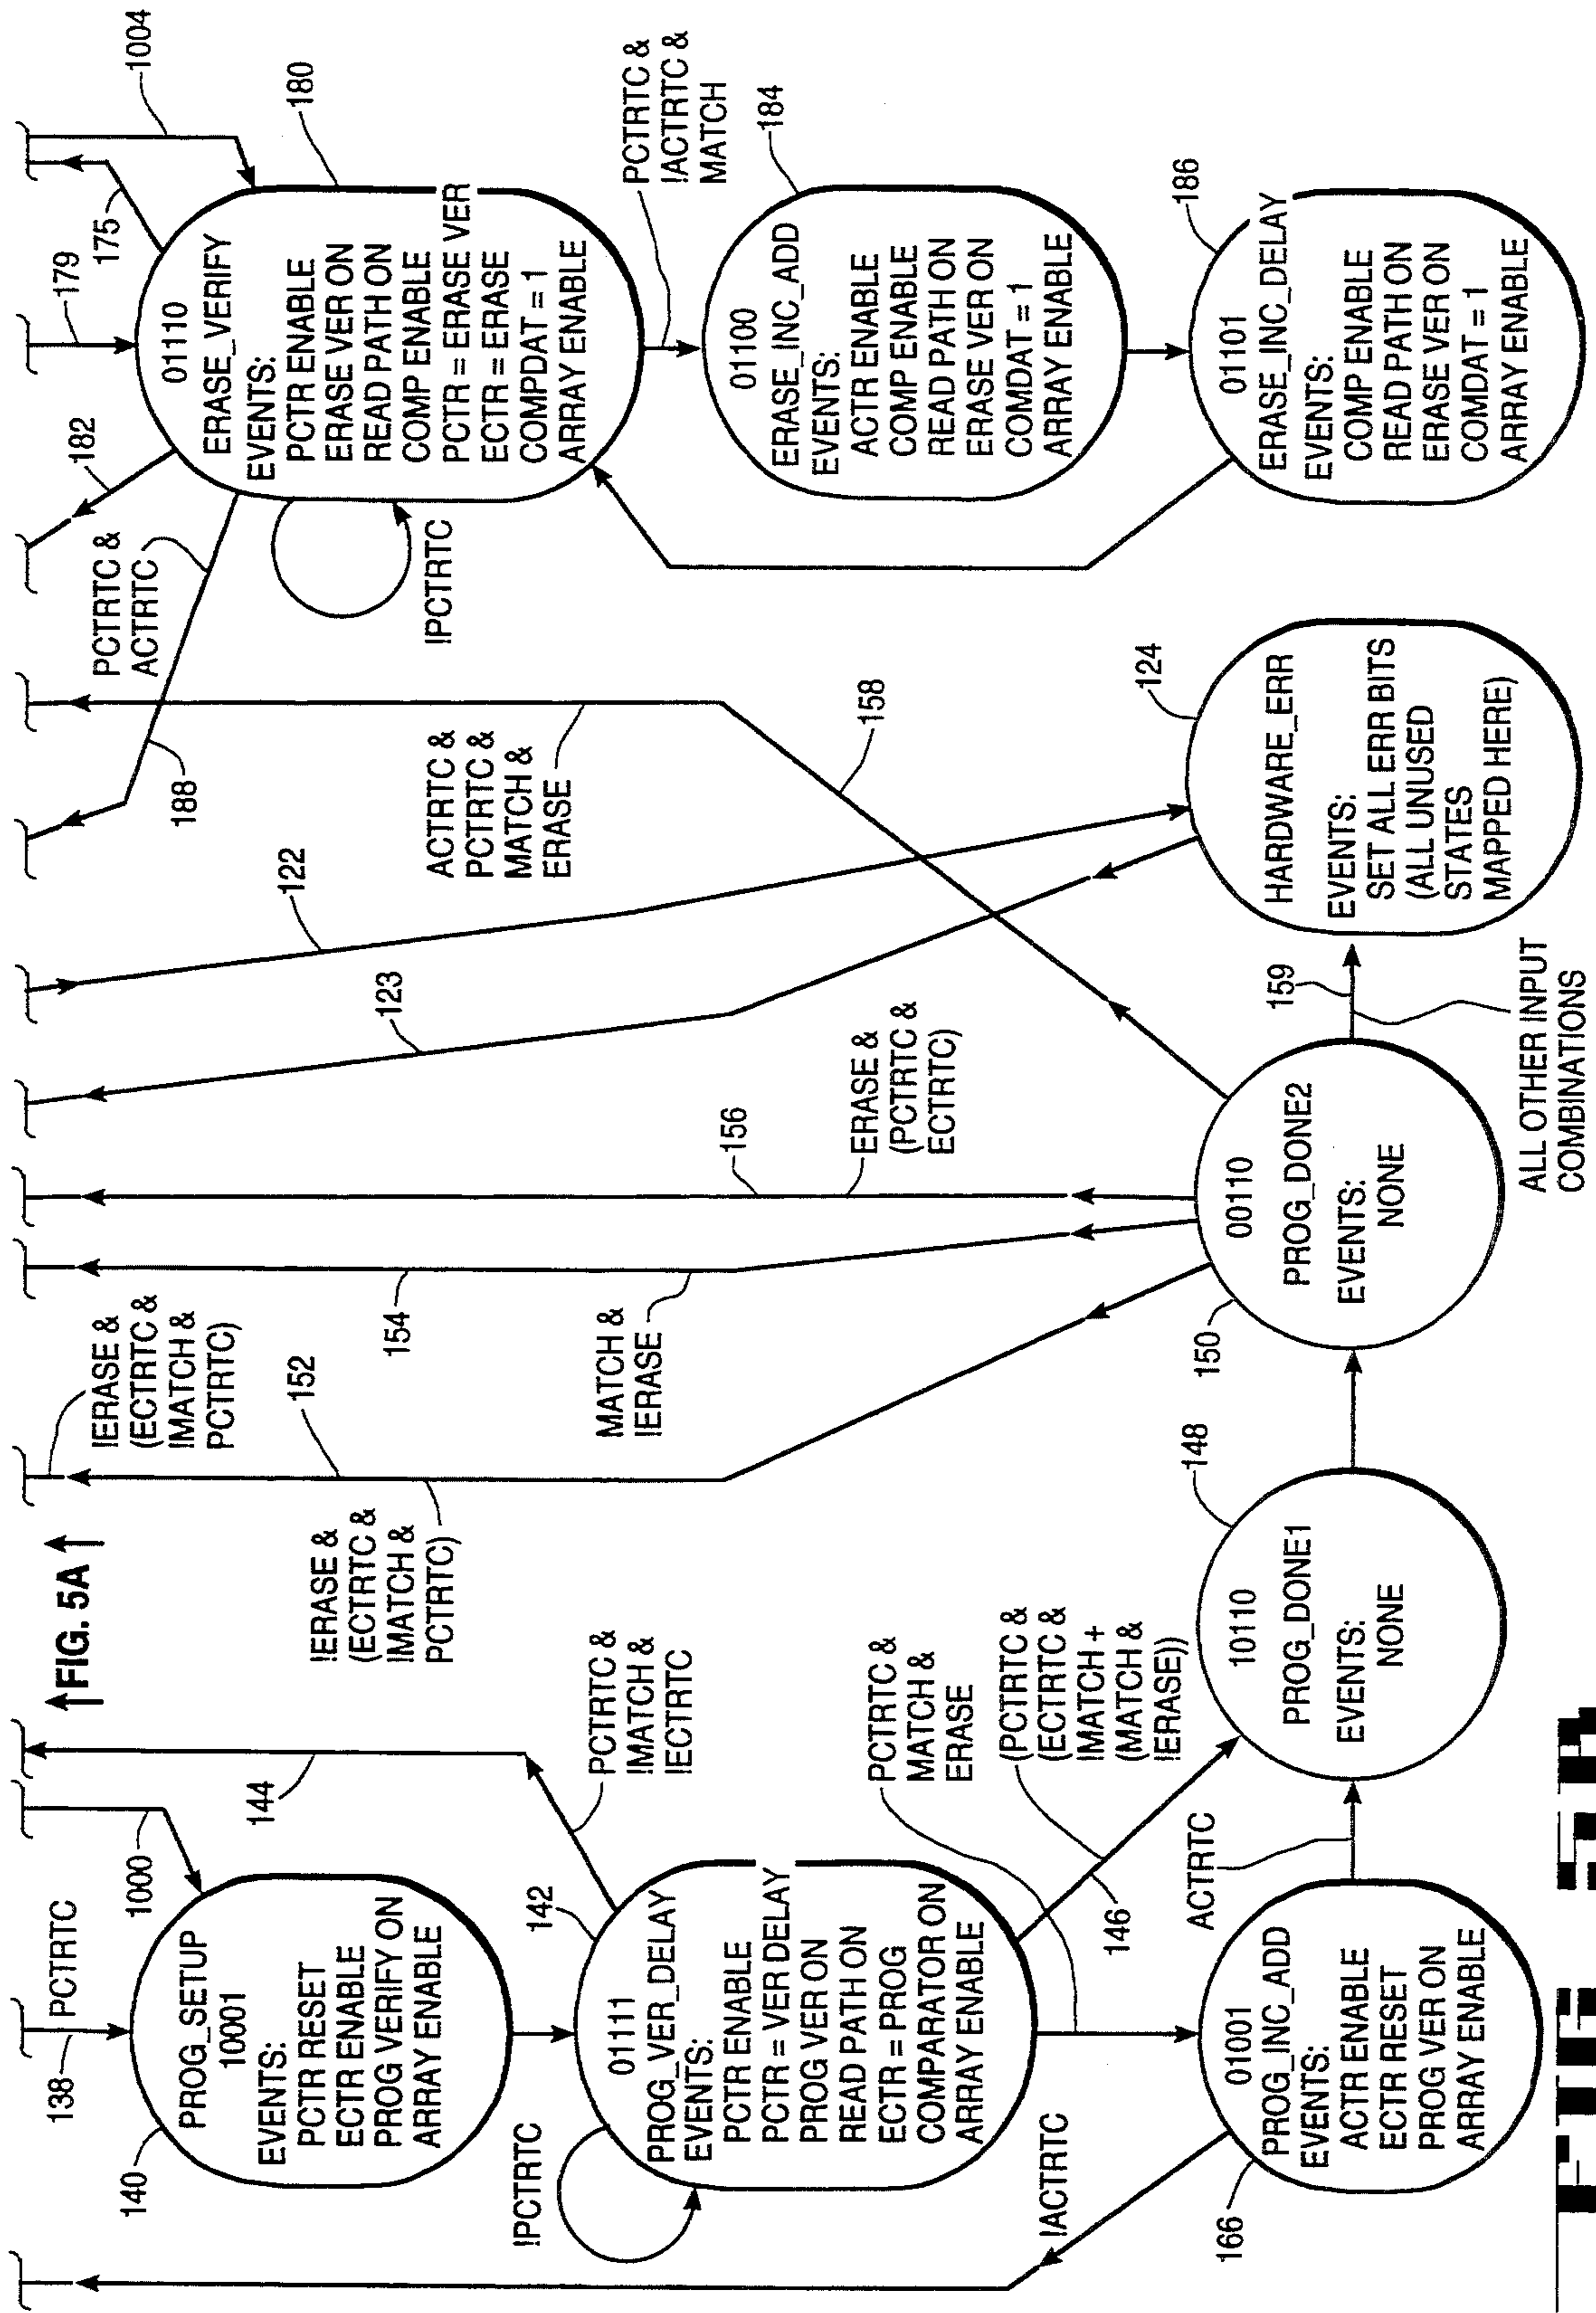 138
PCTRTC
1000
140
PROG_SETUP
10001
EVENTS:
PCTR RESET
ECTR ENABLE
PROG VERIFY ON
ARRAY ENABLE
144
FIG. 5A
!PCTRTC
142
01111
PROG_VER_DELAY
EVENTS:
PCTR ENABLE
PCTR = VER DELAY
PROG VER ON
READ PATH ON
ECTR = PROG
COMPARATOR ON
ARRAY ENABLE
PCTRTC &
!MATCH &
!ECTRTC
PCTRTC &
MATCH &
ERASE
(PCTRTC &
(ECTRTC &
!MATCH +
(MATCH &
!ERASE))
146
!ACTRTC
166
01001
PROG_INC_ADD
EVENTS:
ACTR ENABLE
ECTR RESET
PROG VER ON
ARRAY ENABLE
ACTRTC
148
10110
PROG_DONE1
EVENTS:
NONE
!ERASE &
(ECTRTC &
!MATCH &
PCTRTC)
152
!ERASE &
(ECTRTC &
!MATCH &
PCTRTC)
154
MATCH &
!ERASE
156
ERASE &
(PCTRTC &
ECTRTC)
150
00110
PROG_DONE2
EVENTS:
NONE
123
122
158
ACTRTC &
PCTRTC &
MATCH &
ERASE
159
ALL OTHER INPUT
COMBINATIONS
124
HARDWARE_ERR
EVENTS:
SET ALL ERR BITS
(ALL UNUSED
STATES
MAPPED HERE)
188
PCTRTC &
ACTRTC
182
179
175
1004
180
01110
ERASE_VERIFY
EVENTS:
PCTR ENABLE
ERASE VER ON
READ PATH ON
COMP ENABLE
PCTR = ERASE VER
ECTR = ERASE
COMPDAT = 1
ARRAY ENABLE
!PCTRTC
PCTRTC &
!ACTRTC &
MATCH
184
01100
ERASE_INC_ADD
EVENTS:
ACTR ENABLE
COMP ENABLE
READ PATH ON
ERASE VER ON
COMDAT = 1
ARRAY ENABLE
186
01101
ERASE_INC_DELAY
EVENTS:
COMP ENABLE
READ PATH ON
ERASE VER ON
COMDAT = 1
ARRAY ENABLE